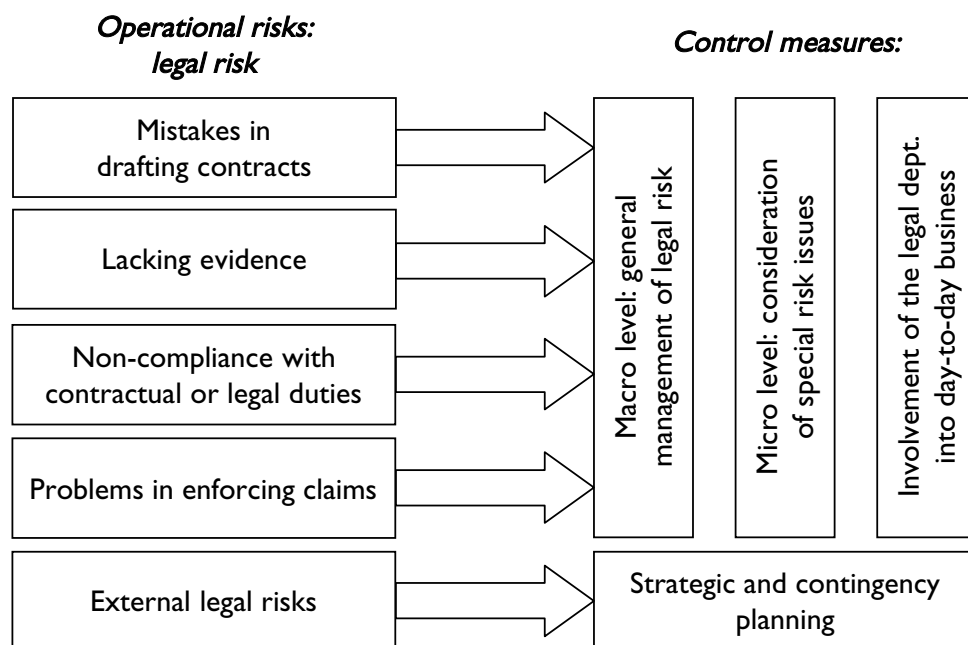 Operational risks:
legal risk
Control measures:
Mistakes in
drafting contracts
Lacking evidence
Non-compliance with
contractual or legal duties
Problems in enforcing claims
External legal risks
Macro level: general
management of legal risk
Micro level: consideration
of special risk issues
Involvement of the legal dept.
into day-to-day business
Strategic and contingency
planning